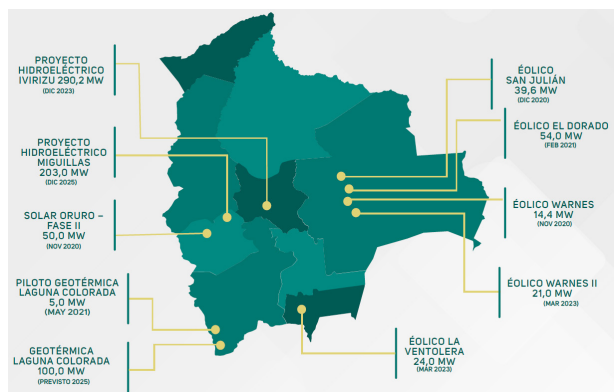 PROYECTO
HIDROELÉCTRICO
IVIRIZU 290,2 MW
(DIC 2023)
PROYECTO
HIDROELÉCTRICO
MIGUILLAS
203,0 MW
(DIC 2025)
SOLAR ORURO –
FASE II
50,0 MW
(NOV 2020)
PILOTO GEOTÉRMICA
LAGUNA COLORADA
5,0 MW
(MAY 2021)
GEOTÉRMICA
LAGUNA COLORADA
100,0 MW
(PREVISTO 2025)
ÉOLICO
SAN JULIÁN
39,6 MW
(DIC 2020)
ÉOLICO EL DORADO
54,0 MW
(FEB 2021)
ÉOLICO WARNES
14,4 MW
(NOV 2020)
ÉOLICO WARNES II
21,0 MW
(MAR 2023)
ÉOLICO LA
VENTOLERA
24,0 MW
(MÁR 2023)